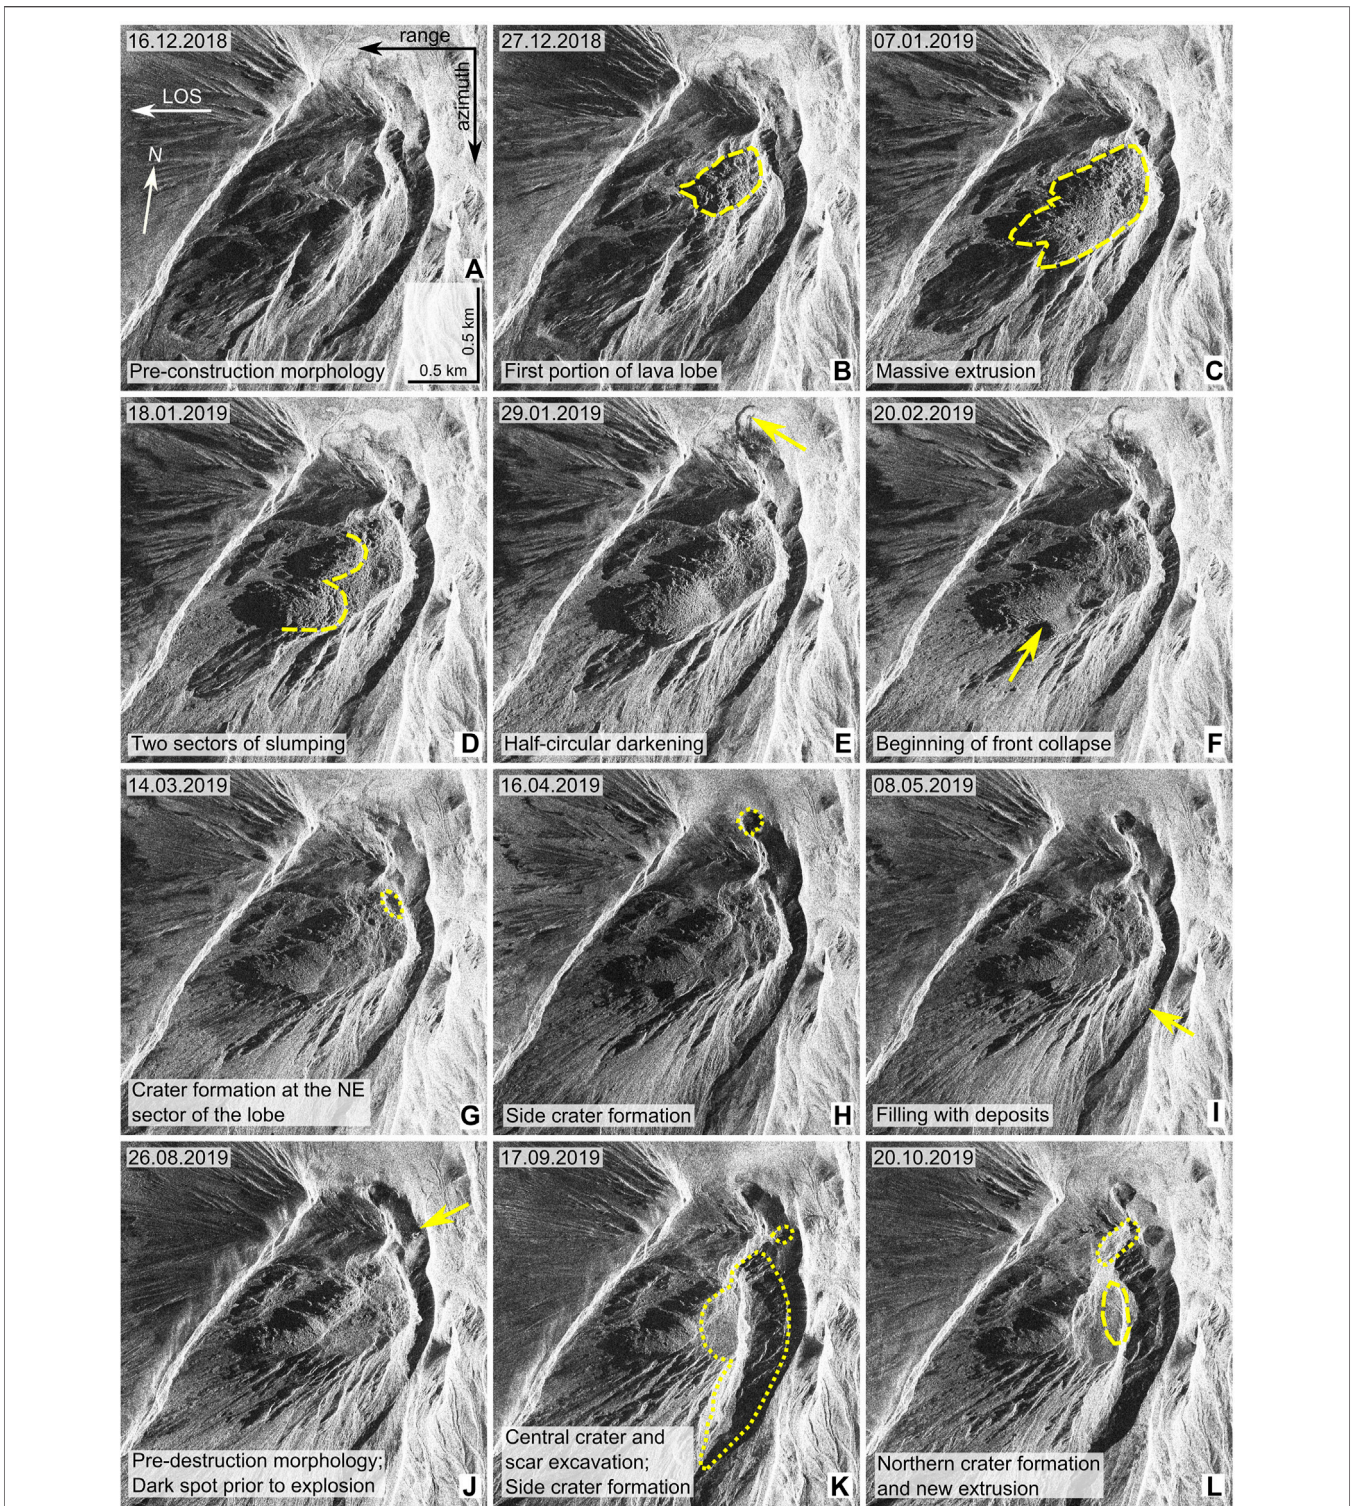 16.12.2018
range
azimuth
LOS
N
A
0.5 km
0.5 km
Pre-construction morphology
27.12.2018
First portion of lava lobe
B
07.01.2019
Massive extrusion
C
18.01.2019
Two sectors of slumping
D
29.01.2019
Half-circular darkening
E
20.02.2019
Beginning of front collapse
F
14.03.2019
Crater formation at the NE
sector of the lobe
G
16.04.2019
Side crater formation
H
08.05.2019
Filling with deposits
I
26.08.2019
Pre-destruction morphology;
Dark spot prior to explosion
J
17.09.2019
Central crater and
scar excavation;
Side crater formation
K
20.10.2019
Northern crater formation
and new extrusion
L